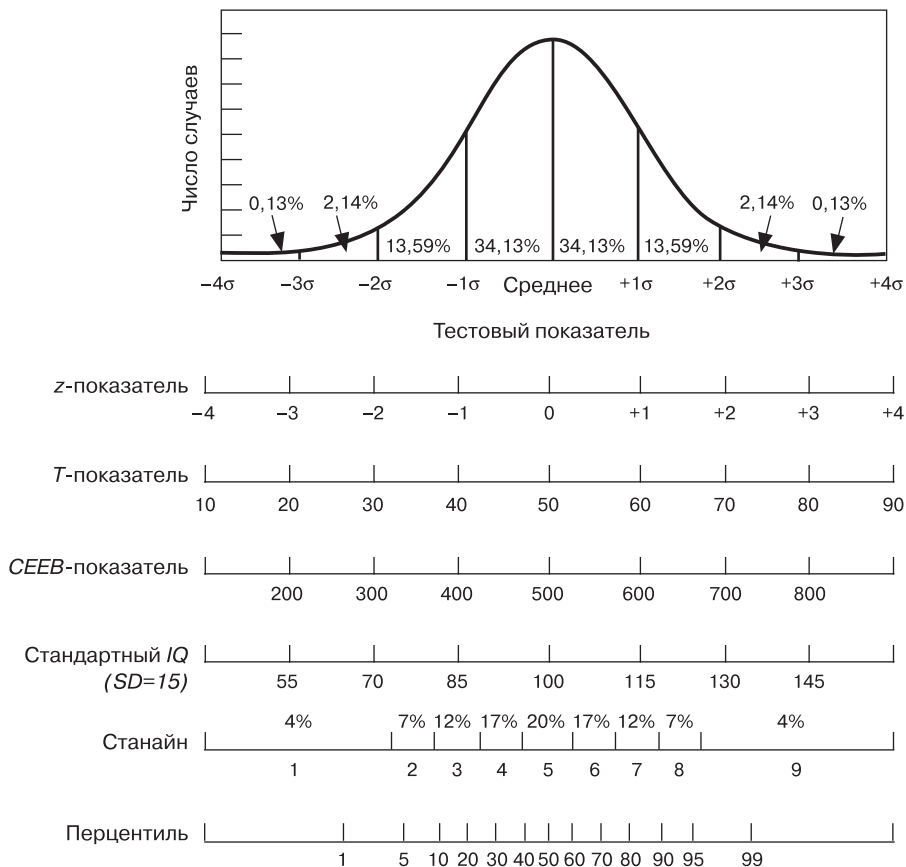 Число случаев
0,13% 2,14% 2,14% 0,13%
13,59% 34,13% 34,13% 13,59%
−4σ −3σ −2σ −1σ Среднее +1σ +2σ +3σ +4σ
Тестовый показатель
z-показатель
−4 −3 −2 −1 0 +1 +2 +3 +4
T-показатель
10 20 30 40 50 60 70 80 90
CEEB-показатель
200 300 400 500 600 700 800
Стандартный IQ
(SD=15) 55 70 85 100 115 130 145
4% 7% 12% 17% 20% 17% 12% 7% 4%
Станайн
1 2 3 4 5 6 7 8 9
Перцентиль
1 5 10 20 30 40 50 60 70 80 90 95 99